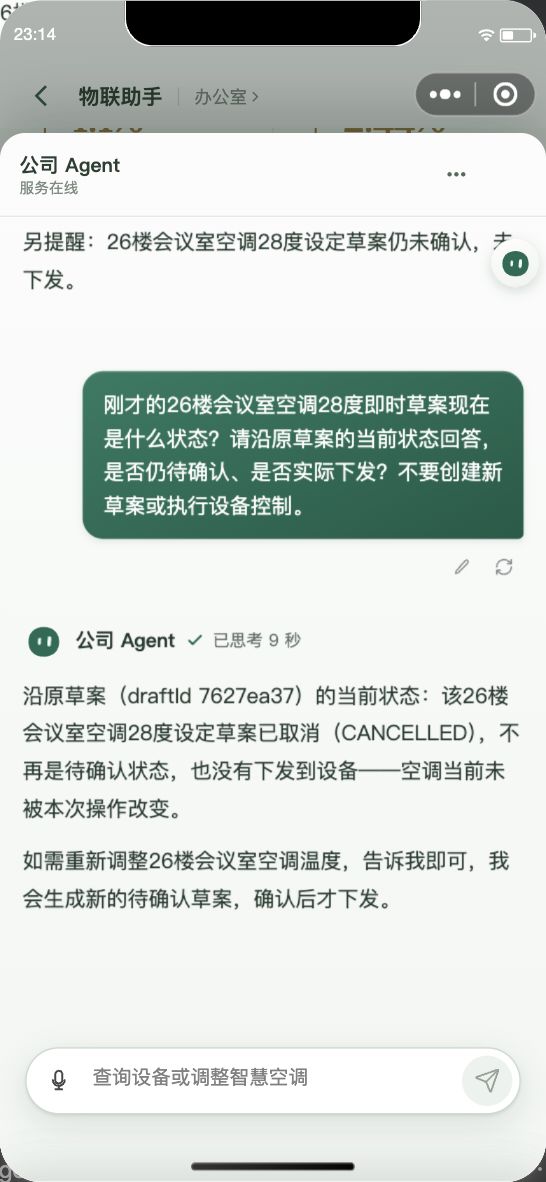 23:14
物联助手
办公室
公司 Agent
服务在线
另提醒：26楼会议室空调28度设定草案仍未确认，未
下发。
刚才的26楼会议室空调28度即时草案现在
是什么状态？请沿原草案的当前状态回答，
是否仍待确认、是否实际下发？不要创建新
草案或执行设备控制。
公司 Agent
已思考 9 秒
沿原草案（draftId 7627ea37）的当前状态：该26楼
会议室空调28度设定草案已取消（CANCELLED），不
再是待确认状态，也没有下发到设备——空调当前未
被本次操作改变。
如需重新调整26楼会议室空调温度，告诉我即可，我
会生成新的待确认草案，确认后才下发。
查询设备或调整智慧空调